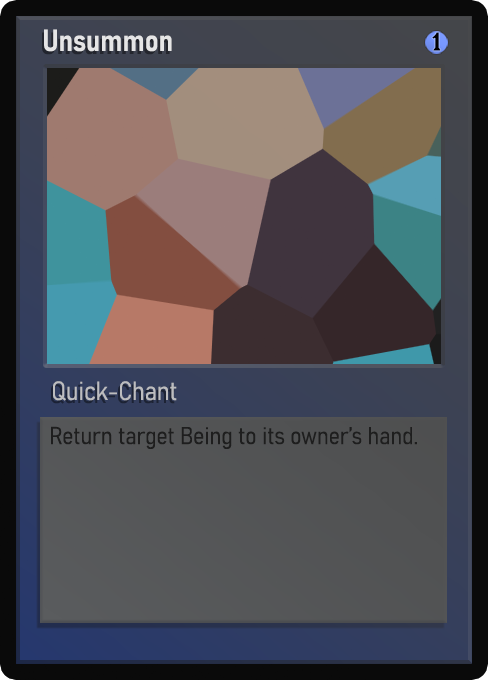 Unsummon 1
Quick-Chant
Return target Being to its owner's hand.